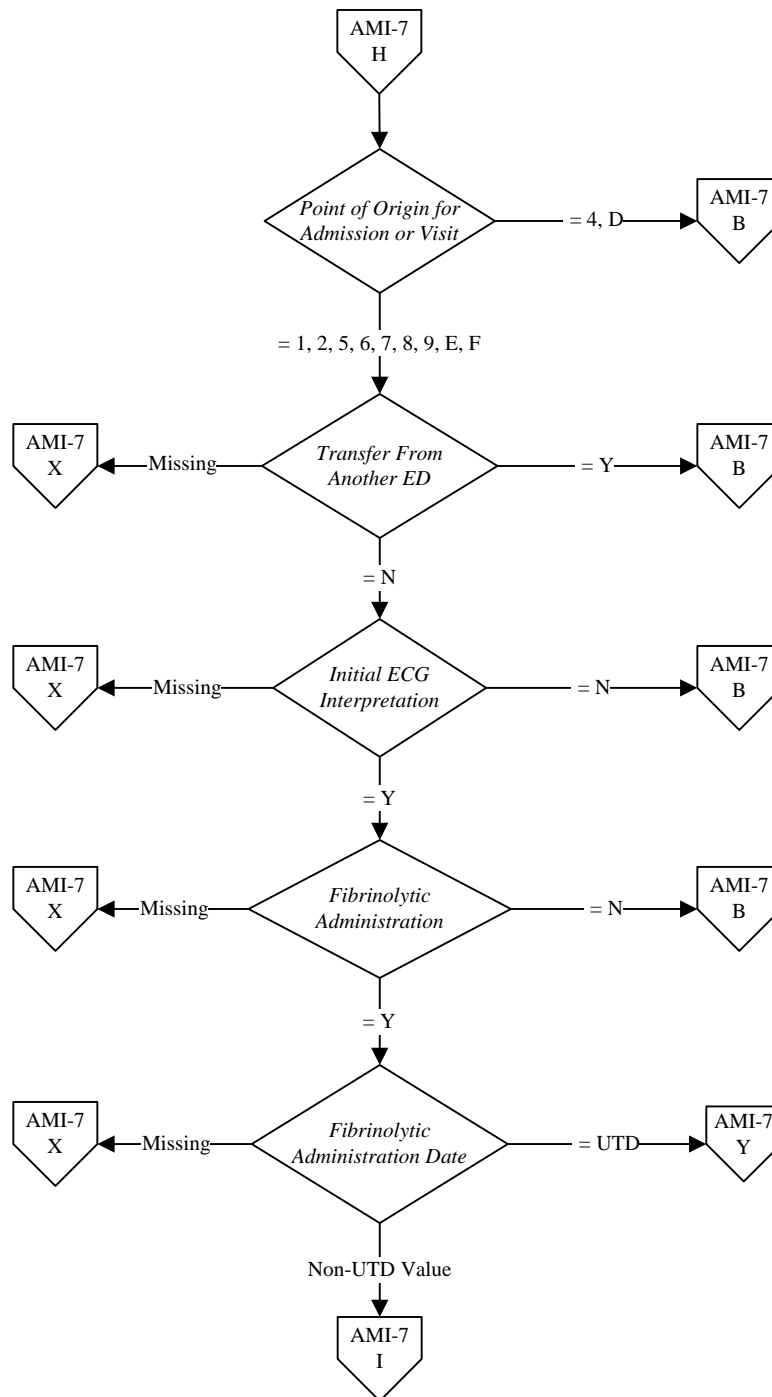 AMI-7
H
Point of Origin for
Admission or Visit
= 4, D
AMI-7
B
= 1, 2, 5, 6, 7, 8, 9, E, F
AMI-7
X
Missing
Transfer From
Another ED
= Y
AMI-7
B
= N
AMI-7
X
Missing
Initial ECG
Interpretation
= N
AMI-7
B
= Y
AMI-7
X
Missing
Fibrinolytic
Administration
= N
AMI-7
B
= Y
AMI-7
X
Missing
Fibrinolytic
Administration Date
= UTD
AMI-7
Y
Non-UTD Value
AMI-7
I